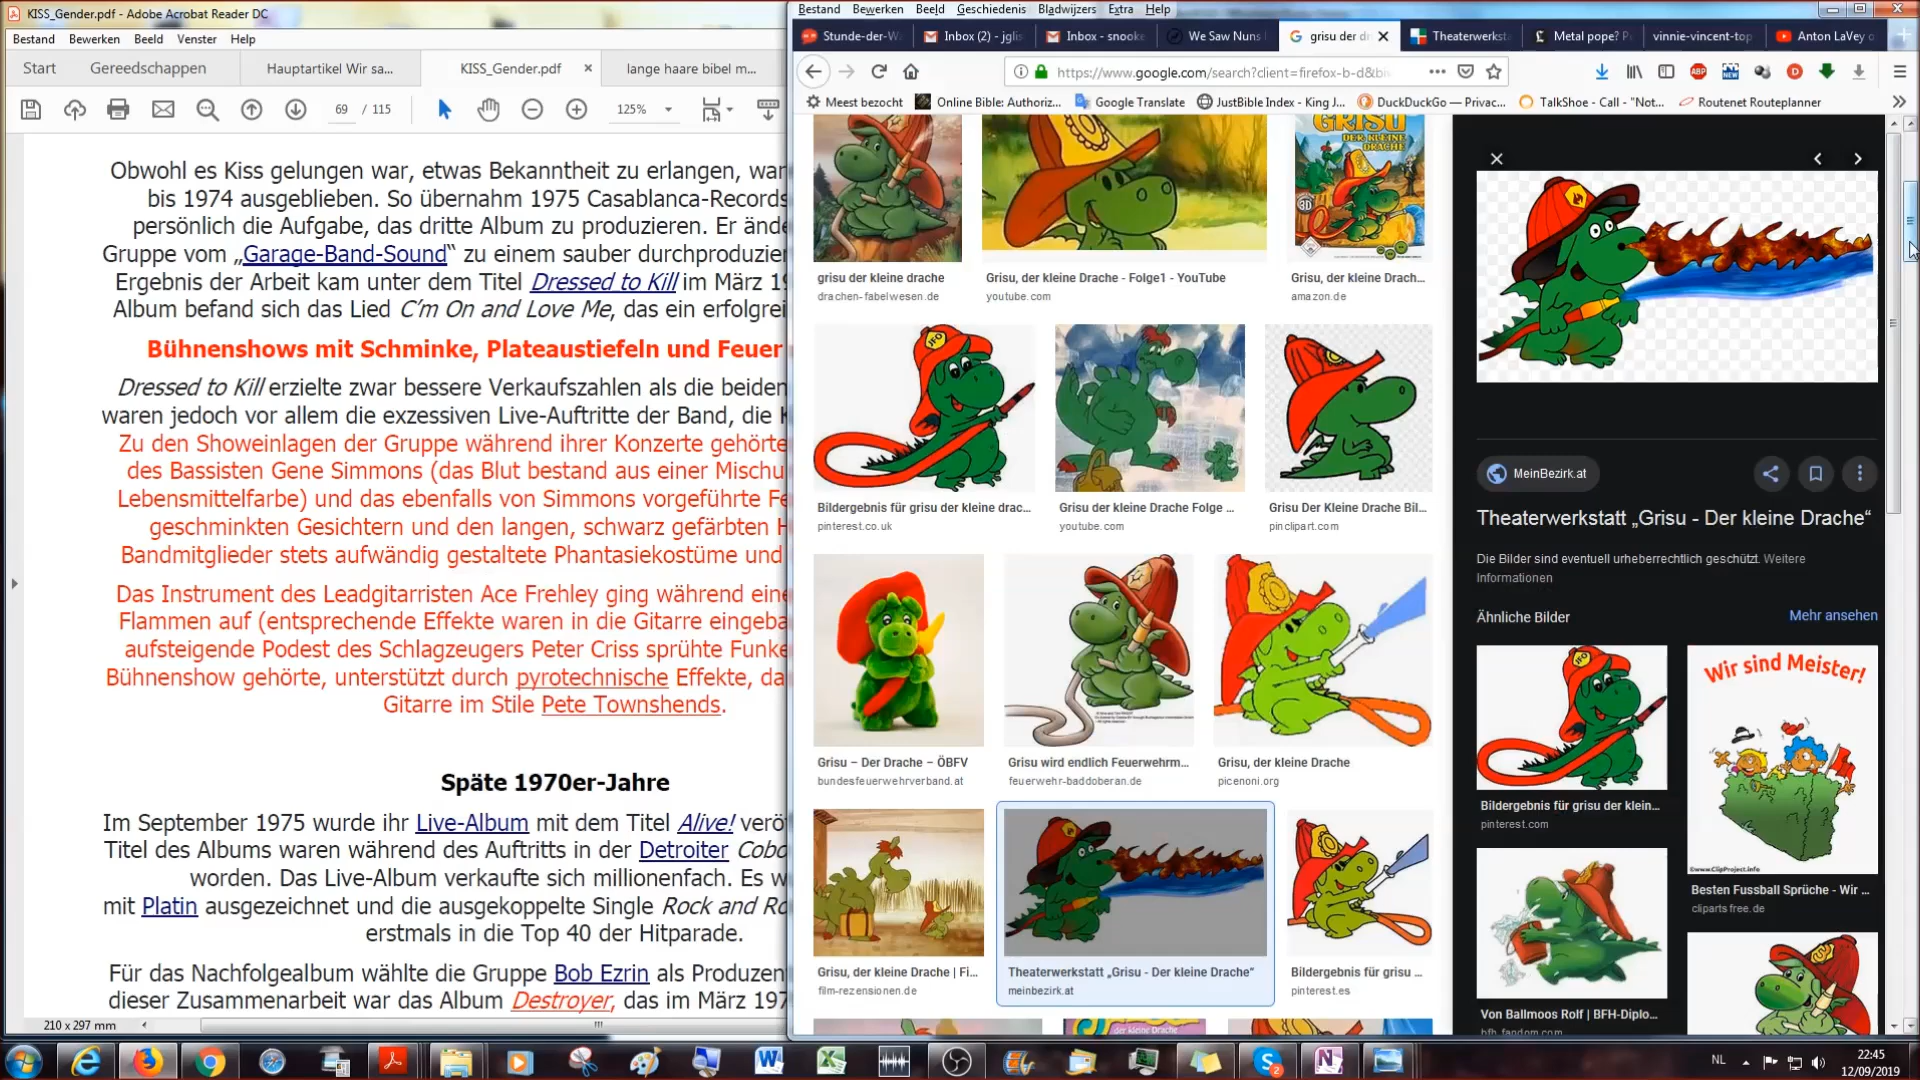 KISS_Gender.pdf - Adobe Acrobat Reader DC
Bestand Bewerken Beeld Venster Help
Start Gereedschappen Hauptartikel Wir sa... KISS_Gender.pdf × lange haare bibel m...
69 / 115 125%
Obwohl es Kiss gelungen war, etwas Bekanntheit zu erlangen, war
bis 1974 ausgeblieben. So übernahm 1975 Casablanca-Records
persönlich die Aufgabe, das dritte Album zu produzieren. Er ände
Gruppe vom „Garage-Band-Sound“ zu einem sauber durchproduzier
Ergebnis der Arbeit kam unter dem Titel Dressed to Kill im März 19
Album befand sich das Lied C’m On and Love Me, das ein erfolgrei
Bühnenshows mit Schminke, Plateaustiefeln und Feuer
Dressed to Kill erzielte zwar bessere Verkaufszahlen als die beiden
waren jedoch vor allem die exzessiven Live-Auftritte der Band, die K
Zu den Showeinlagen der Gruppe während ihrer Konzerte gehörte
des Bassisten Gene Simmons (das Blut bestand aus einer Mischu
Lebensmittelfarbe) und das ebenfalls von Simmons vorgeführte Fe
geschminkten Gesichtern und den langen, schwarz gefärbten H
Bandmitglieder stets aufwändig gestaltete Phantasiekostüme und
Das Instrument des Leadgitarristen Ace Frehley ging während eine
Flammen auf (entsprechende Effekte waren in die Gitarre eingeba
aufsteigende Podest des Schlagzeugers Peter Criss sprühte Funke
Bühnenshow gehörte, unterstützt durch pyrotechnische Effekte, da
Gitarre im Stile Pete Townshends.
Späte 1970er-Jahre
Im September 1975 wurde ihr Live-Album mit dem Titel Alive! verö
Titel des Albums waren während des Auftritts in der Detroiter Cobo
worden. Das Live-Album verkaufte sich millionenfach. Es w
mit Platin ausgezeichnet und die ausgekoppelte Single Rock and Ro
erstmals in die Top 40 der Hitparade.
Für das Nachfolgealbum wählte die Gruppe Bob Ezrin als Produzent
dieser Zusammenarbeit war das Album Destroyer, das im März 197
210 x 297 mm
Bestand Bewerken Beeld Geschiedenis Bladwijzers Extra Help
Stunde-der-Wa Inbox (2) - jglis Inbox - snooke We Saw Nuns grisu der dr × Theaterwerksta Metal pope? Pe vinnie-vincent-top Anton LaVey o
https://www.google.com/search?client=firefox-b-d&bi
Meest bezocht Online Bible: Authoriz... Google Translate JustBible Index - King J... DuckDuckGo — Privac... TalkShoe - Call - "Not... Routenet Routeplanner
GRISU
DER KLEINE
DRACHE
3D
grisu der kleine drache
drachen-fabelwesen.de
Grisu, der kleine Drache - Folge1 - YouTube
youtube.com
Grisu, der kleine Drach...
amazon.de
JFO
Bildergebnis für grisu der kleine drac...
pinterest.co.uk
Grisu der kleine Drache Folge ...
youtube.com
Grisu Der Kleine Drache Bil...
pinclipart.com
Grisu – Der Drache – ÖBFV
bundesfeuerwehrverband.at
Grisu wird endlich Feuerwehrm...
feuerwehr-baddoberan.de
Grisu, der kleine Drache
picenoni.org
Grisu, der kleine Drache | Fi...
film-rezensionen.de
Theaterwerkstatt „Grisu - Der kleine Drache“
meinbezirk.at
Bildergebnis für grisu ...
pinterest.es
der kleine Drache
MeinBezirk.at
Theaterwerkstatt „Grisu - Der kleine Drache“
Die Bilder sind eventuell urheberrechtlich geschützt. Weitere
Informationen
Ähnliche Bilder Mehr ansehen
JFO
Bildergebnis für grisu der klein...
pinterest.com
Wir sind Meister!
©www.ClipProject.info
Besten Fussball Sprüche - Wir ...
cliparts free.de
Von Ballmoos Rolf | BFH-Diplo...
bfh.fandom.com
NL
22:45
12/09/2019